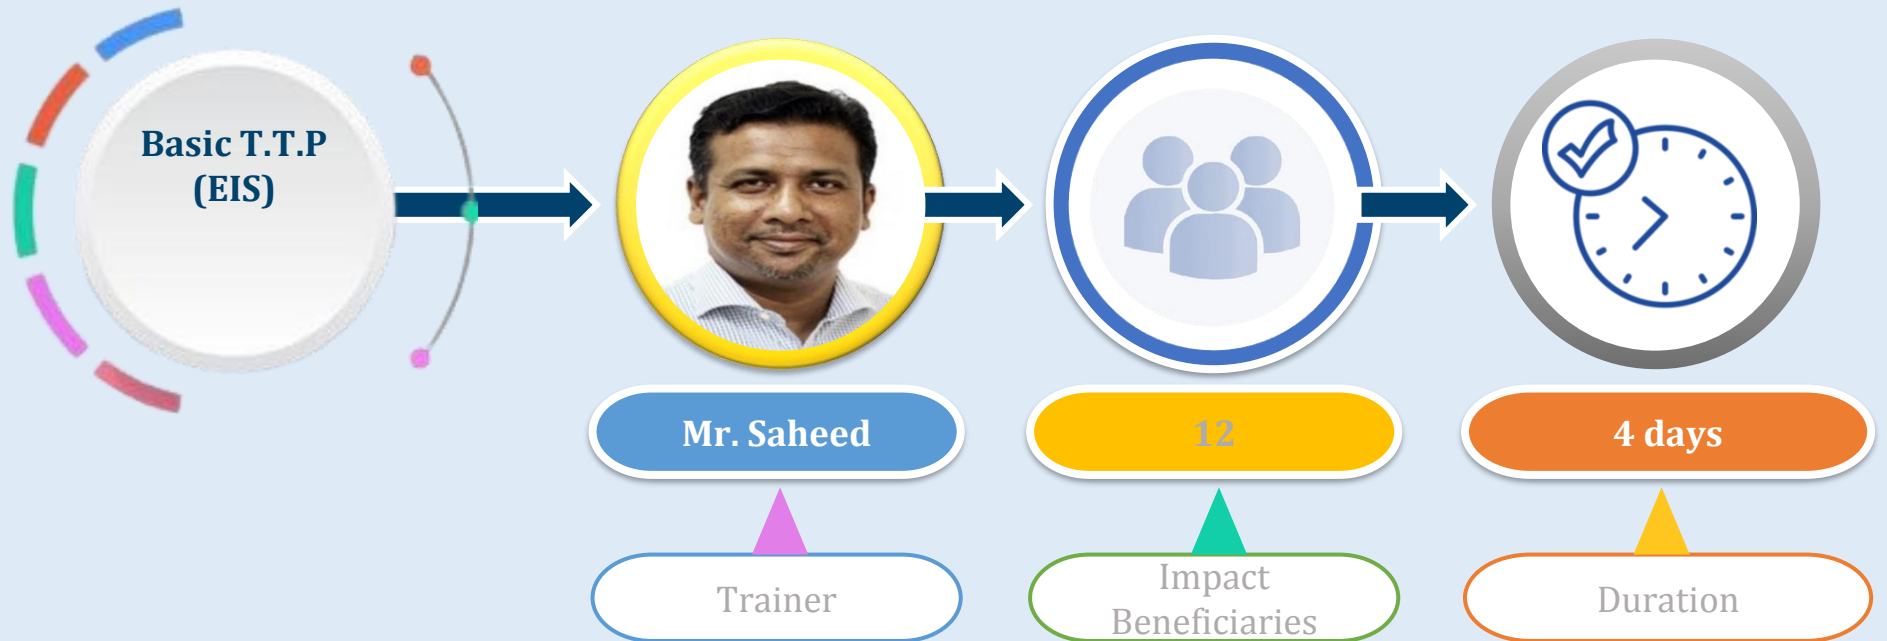 Basic T.T.P
(EIS)
Mr. Saheed
12
4 days
Trainer
Impact
Beneficiaries
Duration